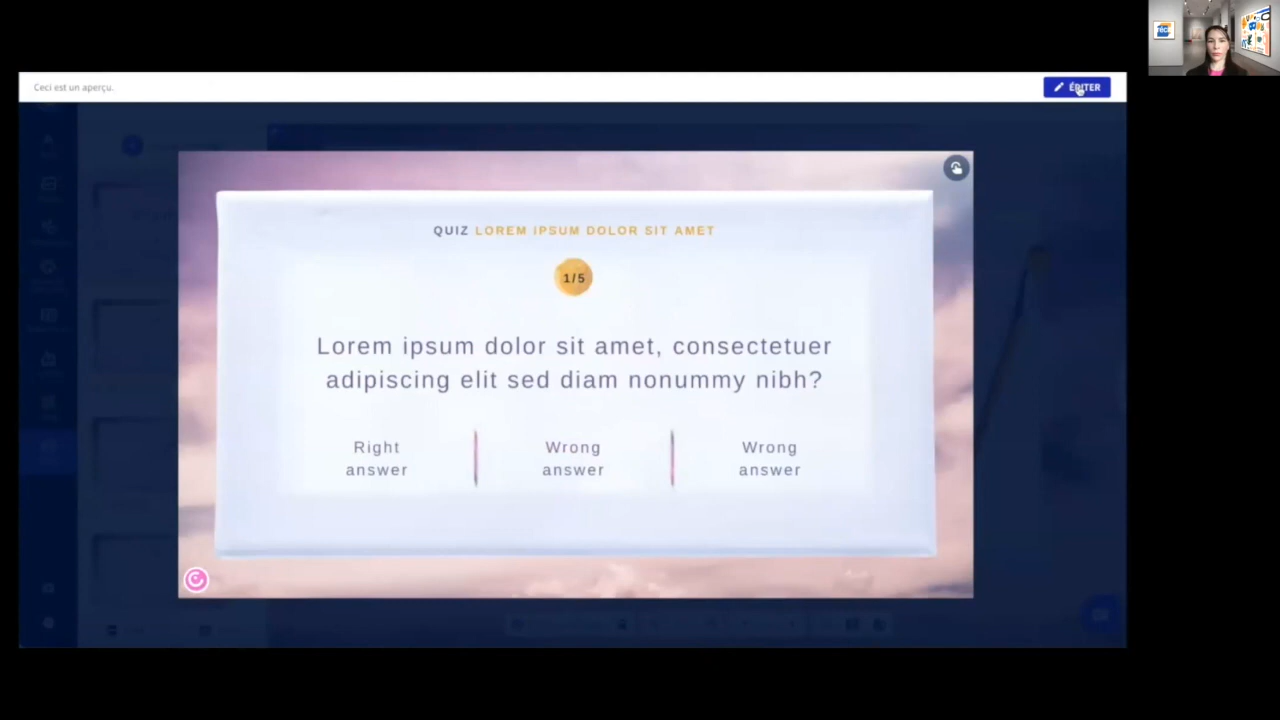 Ceci est un aperçu.
ÉDITER
QUIZ LOREM IPSUM DOLOR SIT AMET
1/5
Lorem ipsum dolor sit amet, consectetuer
adipiscing elit sed diam nonummy nibh?
Right
answer
Wrong
answer
Wrong
answer